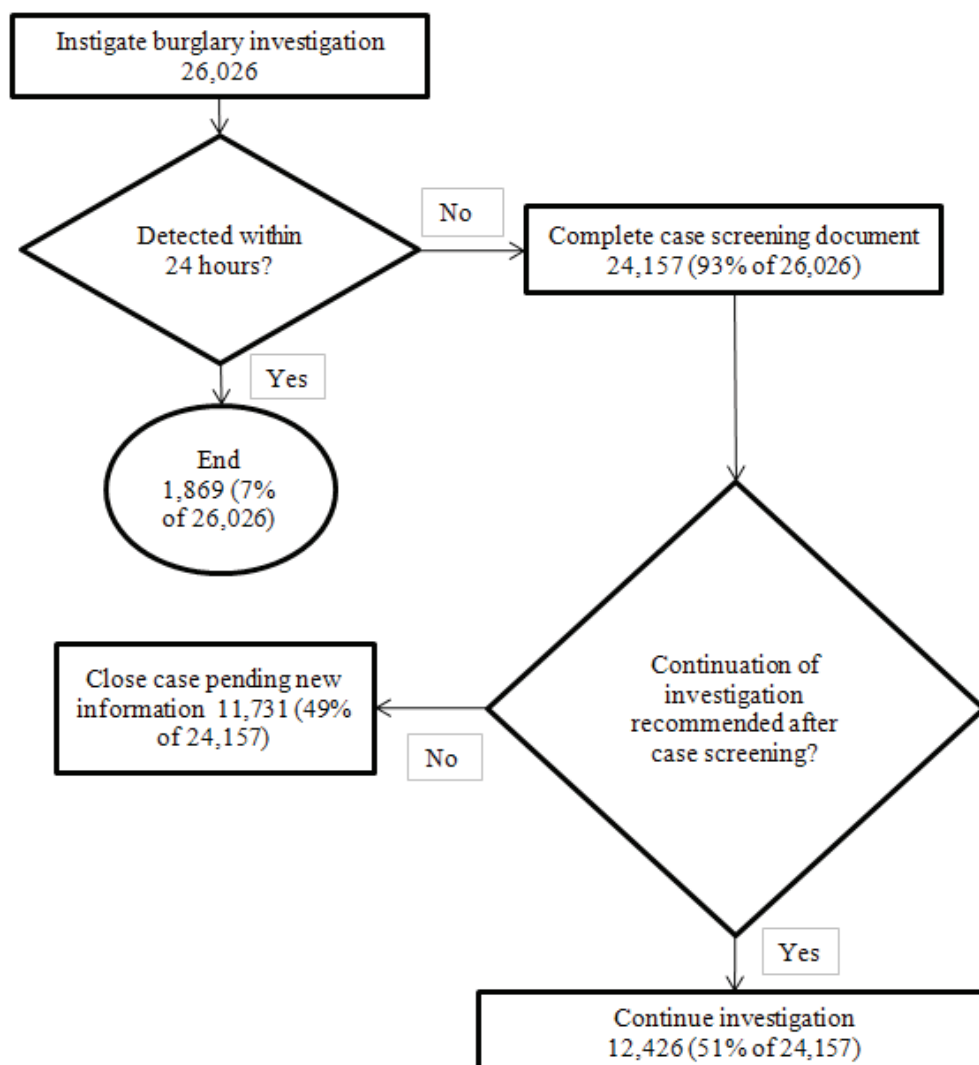 Instigate burglary investigation
26,026
No
Detected within
24 hours?
Complete case screening document
24,157 (93% of 26,026)
Yes
End
1,869 (7%
of 26,026)
Close case pending new
information 11,731 (49%
of 24,157)
No
Continuation of
investigation
recommended after
case screening?
Yes
Continue investigation
12,426 (51% of 24,157)